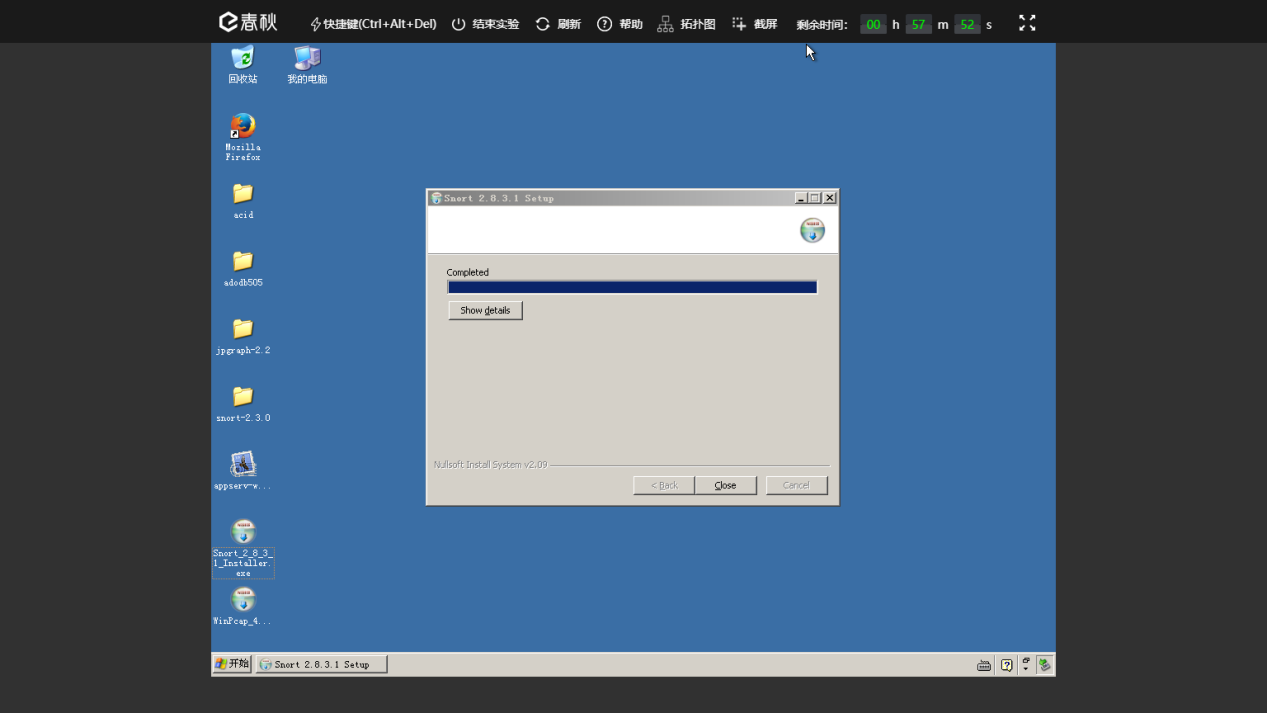 春秋 快捷键(Ctrl+Alt+Del) 结束实验 刷新 帮助 拓扑图 截屏 剩余时间: 00 h 57 m 52 s
回收站
我的电脑
Mozilla
Firefox
acid
adodb505
jpgraph-2.2
snort-2.3.0
appserv-w...
Snort_2_8_3_
1_Installer.
exe
WinPcap_4...
Snort 2.8.3.1 Setup
Completed
Show details
Nullsoft Install System v2.09
< Back
Close
Cancel
开始
Snort 2.8.3.1 Setup